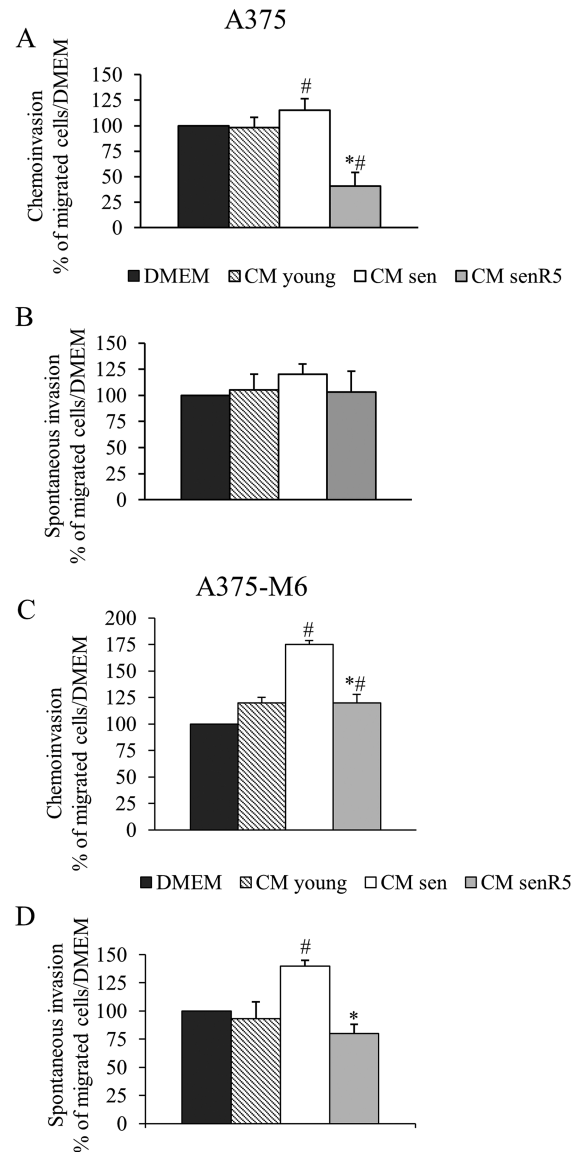 A375
A
Chemoinvasion
% of migrated cells/DMEM
150
125
100
75
50
25
0
#
*#
DMEM CM young CM sen CM senR5
B
Spontaneous invasion
% of migrated cells/DMEM
150
125
100
75
50
25
0
A375-M6
C
Chemoinvasion
% of migrated cells/DMEM
200
175
150
125
100
75
50
25
0
#
*#
DMEM CM young CM sen CM senR5
D
Spontaneous invasion
% of migrated cells/DMEM
150
125
100
75
50
25
0
#
*